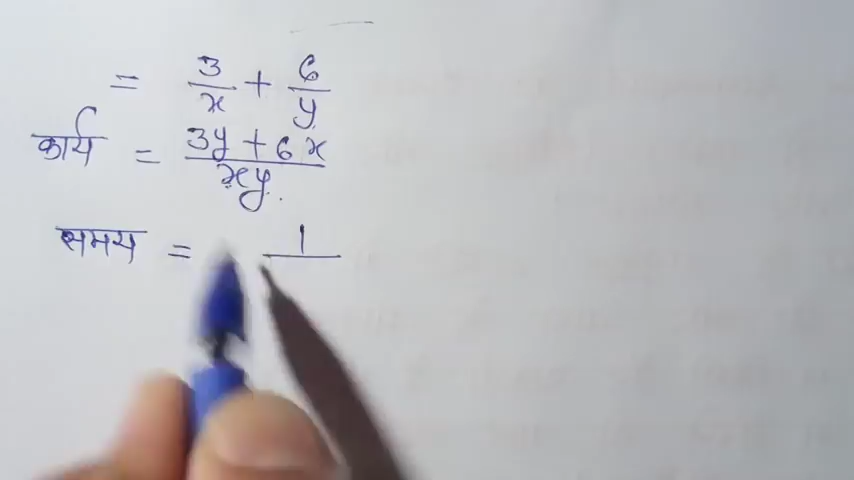 = 3/x + 6/y
कार्य = 3y + 6x / xy.
समय = 1/